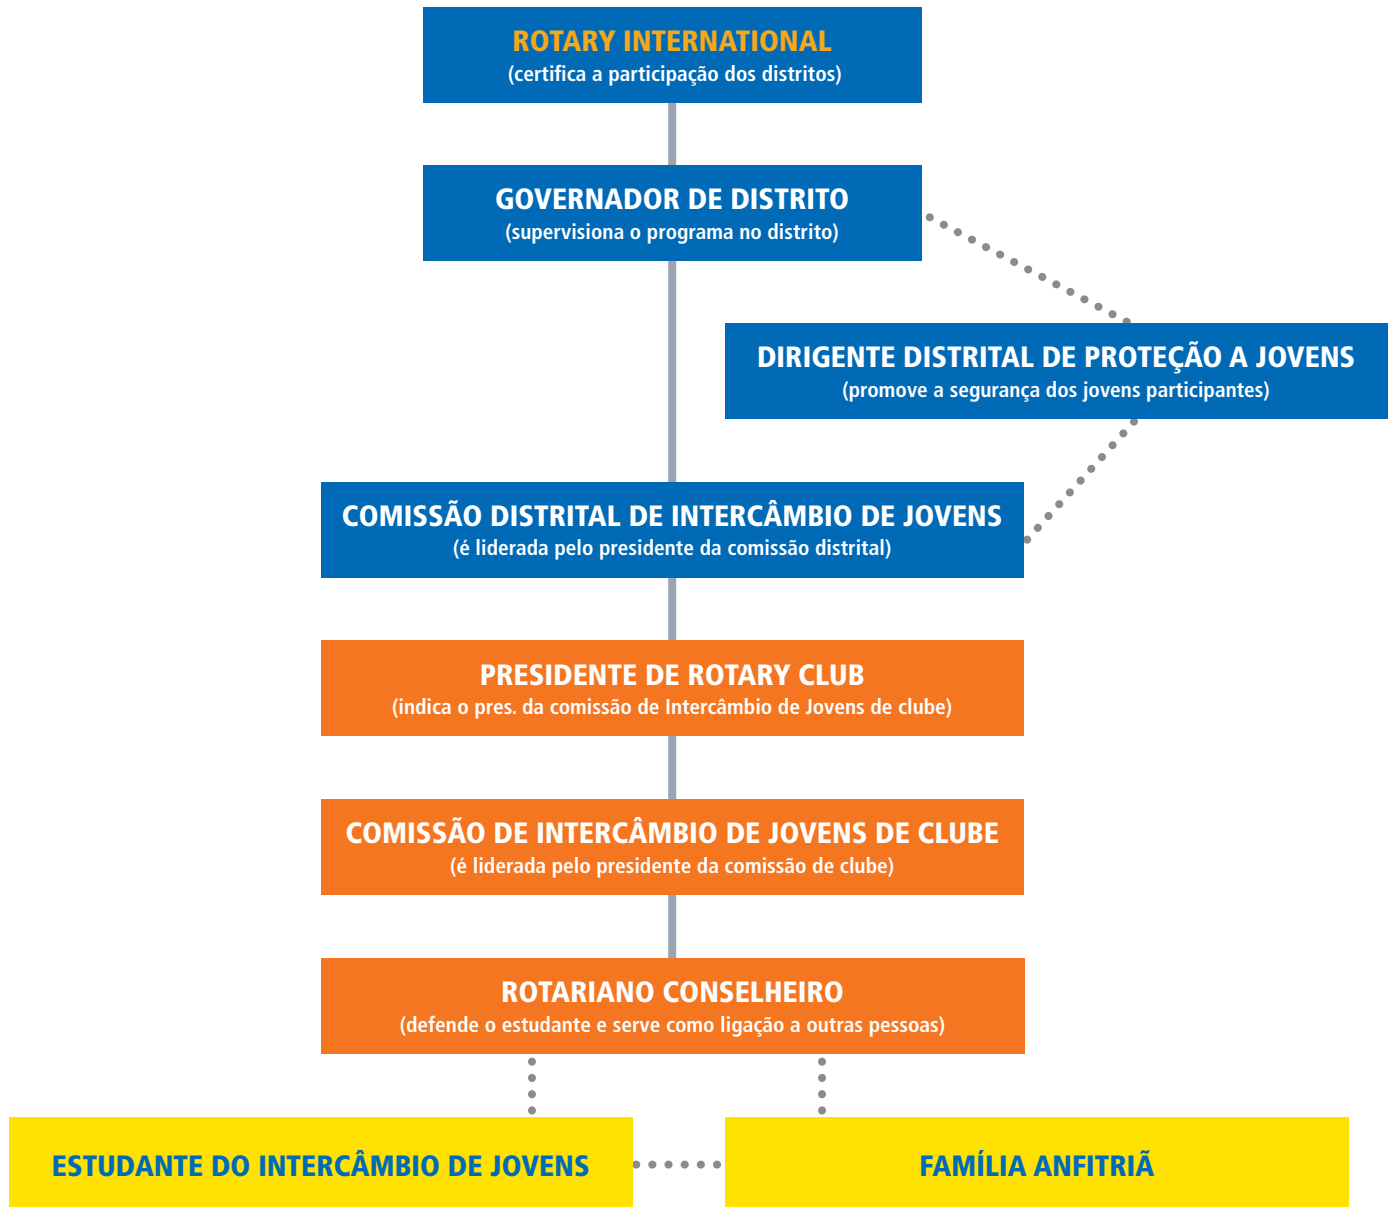 ROTARY INTERNATIONAL
(certifica a participação dos distritos)
GOVERNADOR DE DISTRITO
(supervisiona o programa no distrito)
DIRIGENTE DISTRITAL DE PROTEÇÃO A JOVENS
(promove a segurança dos jovens participantes)
COMISSÃO DISTRITAL DE INTERCÂMBIO DE JOVENS
(é liderada pelo presidente da comissão distrital)
PRESIDENTE DE ROTARY CLUB
(indica o pres. da comissão de Intercâmbio de Jovens de clube)
COMISSÃO DE INTERCÂMBIO DE JOVENS DE CLUBE
(é liderada pelo presidente da comissão de clube)
ROTARIANO CONSELHEIRO
(defende o estudante e serve como ligação a outras pessoas)
ESTUDANTE DO INTERCÂMBIO DE JOVENS
FAMÍLIA ANFITRIÃ